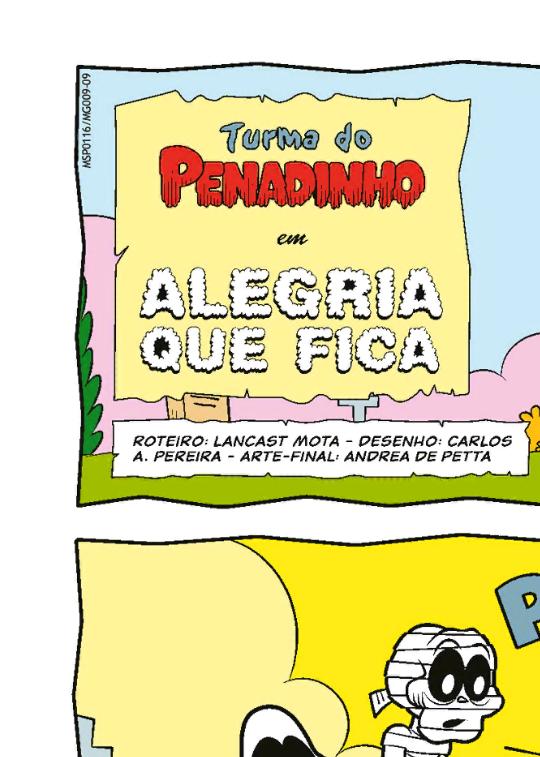 MSP0116/MG009-09
Turma do
PENADINHO
em
ALEGRIA
QUE FICA
ROTEIRO: LANCAST MOTA - DESENHO: CARLOS
A. PEREIRA - ARTE-FINAL: ANDREA DE PETTA
P